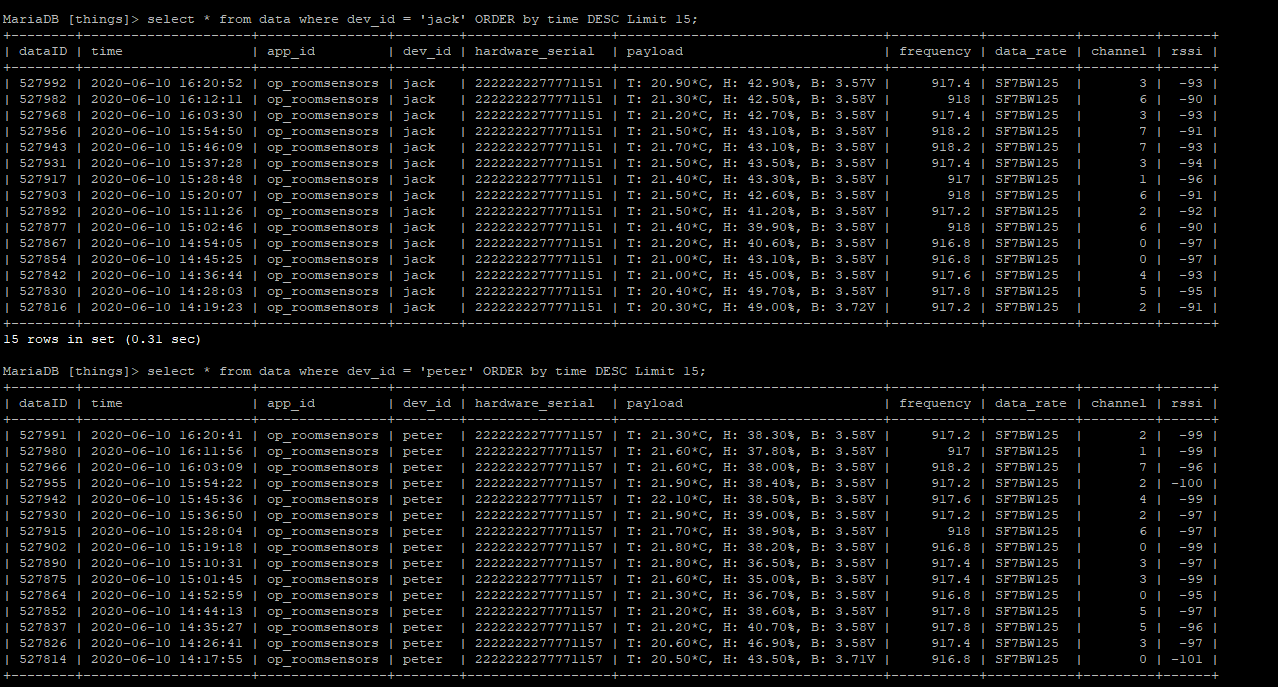 MariaDB [things]> select * from data where dev_id = 'jack' ORDER by time DESC Limit 15;
+--------+---------------------+----------------+--------+------------------+---------------------------------+-----------+-----------+---------+------+
| dataID | time                | app_id         | dev_id | hardware_serial  | payload                         | frequency | data_rate | channel | rssi |
+--------+---------------------+----------------+--------+------------------+---------------------------------+-----------+-----------+---------+------+
| 527992 | 2020-06-10 16:20:52 | op_roomsensors | jack   | 2222222277771151 | T: 20.90*C, H: 42.90%, B: 3.57V |     917.4 | SF7BW125  |       3 |  -93 |
| 527982 | 2020-06-10 16:12:11 | op_roomsensors | jack   | 2222222277771151 | T: 21.30*C, H: 42.50%, B: 3.58V |       918 | SF7BW125  |       6 |  -90 |
| 527968 | 2020-06-10 16:03:30 | op_roomsensors | jack   | 2222222277771151 | T: 21.20*C, H: 42.70%, B: 3.58V |     917.4 | SF7BW125  |       3 |  -93 |
| 527956 | 2020-06-10 15:54:50 | op_roomsensors | jack   | 2222222277771151 | T: 21.50*C, H: 43.10%, B: 3.58V |     918.2 | SF7BW125  |       7 |  -91 |
| 527943 | 2020-06-10 15:46:09 | op_roomsensors | jack   | 2222222277771151 | T: 21.70*C, H: 43.10%, B: 3.58V |     918.2 | SF7BW125  |       7 |  -93 |
| 527931 | 2020-06-10 15:37:28 | op_roomsensors | jack   | 2222222277771151 | T: 21.50*C, H: 43.50%, B: 3.58V |     917.4 | SF7BW125  |       3 |  -94 |
| 527917 | 2020-06-10 15:28:48 | op_roomsensors | jack   | 2222222277771151 | T: 21.40*C, H: 43.30%, B: 3.58V |       917 | SF7BW125  |       1 |  -96 |
| 527903 | 2020-06-10 15:20:07 | op_roomsensors | jack   | 2222222277771151 | T: 21.50*C, H: 42.60%, B: 3.58V |       918 | SF7BW125  |       6 |  -91 |
| 527892 | 2020-06-10 15:11:26 | op_roomsensors | jack   | 2222222277771151 | T: 21.50*C, H: 41.20%, B: 3.58V |     917.2 | SF7BW125  |       2 |  -92 |
| 527877 | 2020-06-10 15:02:46 | op_roomsensors | jack   | 2222222277771151 | T: 21.40*C, H: 39.90%, B: 3.58V |       918 | SF7BW125  |       6 |  -90 |
| 527867 | 2020-06-10 14:54:05 | op_roomsensors | jack   | 2222222277771151 | T: 21.20*C, H: 40.60%, B: 3.58V |     916.8 | SF7BW125  |       0 |  -97 |
| 527854 | 2020-06-10 14:45:25 | op_roomsensors | jack   | 2222222277771151 | T: 21.00*C, H: 43.10%, B: 3.58V |     916.8 | SF7BW125  |       0 |  -97 |
| 527842 | 2020-06-10 14:36:44 | op_roomsensors | jack   | 2222222277771151 | T: 21.00*C, H: 45.00%, B: 3.58V |     917.6 | SF7BW125  |       4 |  -93 |
| 527830 | 2020-06-10 14:28:03 | op_roomsensors | jack   | 2222222277771151 | T: 20.40*C, H: 49.70%, B: 3.58V |     917.8 | SF7BW125  |       5 |  -95 |
| 527816 | 2020-06-10 14:19:23 | op_roomsensors | jack   | 2222222277771151 | T: 20.30*C, H: 49.00%, B: 3.72V |     917.2 | SF7BW125  |       2 |  -91 |
+--------+---------------------+----------------+--------+------------------+---------------------------------+-----------+-----------+---------+------+
15 rows in set (0.31 sec)
MariaDB [things]> select * from data where dev_id = 'peter' ORDER by time DESC Limit 15;
+--------+---------------------+----------------+--------+------------------+---------------------------------+-----------+-----------+---------+------+
| dataID | time                | app_id         | dev_id | hardware_serial  | payload                         | frequency | data_rate | channel | rssi |
+--------+---------------------+----------------+--------+------------------+---------------------------------+-----------+-----------+---------+------+
| 527991 | 2020-06-10 16:20:41 | op_roomsensors | peter  | 2222222277771157 | T: 21.30*C, H: 38.30%, B: 3.58V |     917.2 | SF7BW125  |       2 |  -99 |
| 527980 | 2020-06-10 16:11:56 | op_roomsensors | peter  | 2222222277771157 | T: 21.60*C, H: 37.80%, B: 3.58V |       917 | SF7BW125  |       1 |  -99 |
| 527966 | 2020-06-10 16:03:09 | op_roomsensors | peter  | 2222222277771157 | T: 21.60*C, H: 38.00%, B: 3.58V |     918.2 | SF7BW125  |       7 |  -96 |
| 527955 | 2020-06-10 15:54:22 | op_roomsensors | peter  | 2222222277771157 | T: 21.90*C, H: 38.40%, B: 3.58V |     917.2 | SF7BW125  |       2 | -100 |
| 527942 | 2020-06-10 15:45:36 | op_roomsensors | peter  | 2222222277771157 | T: 22.10*C, H: 38.50%, B: 3.58V |     917.6 | SF7BW125  |       4 |  -99 |
| 527930 | 2020-06-10 15:36:50 | op_roomsensors | peter  | 2222222277771157 | T: 21.90*C, H: 39.00%, B: 3.58V |     917.2 | SF7BW125  |       2 |  -97 |
| 527915 | 2020-06-10 15:28:04 | op_roomsensors | peter  | 2222222277771157 | T: 21.70*C, H: 38.90%, B: 3.58V |       918 | SF7BW125  |       6 |  -97 |
| 527902 | 2020-06-10 15:19:18 | op_roomsensors | peter  | 2222222277771157 | T: 21.80*C, H: 38.20%, B: 3.58V |     916.8 | SF7BW125  |       0 |  -99 |
| 527890 | 2020-06-10 15:10:31 | op_roomsensors | peter  | 2222222277771157 | T: 21.80*C, H: 36.50%, B: 3.58V |     917.4 | SF7BW125  |       3 |  -97 |
| 527875 | 2020-06-10 15:01:45 | op_roomsensors | peter  | 2222222277771157 | T: 21.60*C, H: 35.00%, B: 3.58V |     917.4 | SF7BW125  |       3 |  -99 |
| 527864 | 2020-06-10 14:52:59 | op_roomsensors | peter  | 2222222277771157 | T: 21.30*C, H: 36.70%, B: 3.58V |     916.8 | SF7BW125  |       0 |  -95 |
| 527852 | 2020-06-10 14:44:13 | op_roomsensors | peter  | 2222222277771157 | T: 21.20*C, H: 38.60%, B: 3.58V |     917.8 | SF7BW125  |       5 |  -97 |
| 527837 | 2020-06-10 14:35:27 | op_roomsensors | peter  | 2222222277771157 | T: 21.20*C, H: 40.70%, B: 3.58V |     917.8 | SF7BW125  |       5 |  -96 |
| 527826 | 2020-06-10 14:26:41 | op_roomsensors | peter  | 2222222277771157 | T: 20.60*C, H: 46.90%, B: 3.58V |     917.4 | SF7BW125  |       3 |  -97 |
| 527814 | 2020-06-10 14:17:55 | op_roomsensors | peter  | 2222222277771157 | T: 20.50*C, H: 43.50%, B: 3.71V |     916.8 | SF7BW125  |       0 | -101 |
+--------+---------------------+----------------+--------+------------------+---------------------------------+-----------+-----------+---------+------+